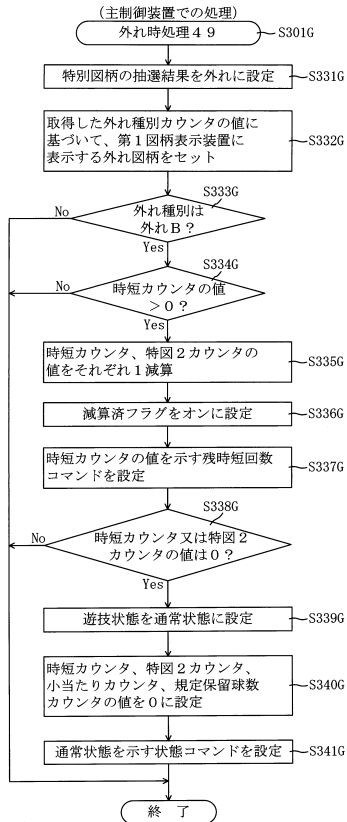 (主制御装置での処理)
外れ時処理49
S301G
特別図柄の抽選結果を外れに設定
S331G
取得した外れ種別カウンタの値に
基づいて、第1図柄表示装置に
表示する外れ図柄をセット
S332G
S333G
外れ種別は
外れB?
No
Yes
S334G
時短カウンタの値
>0?
No
Yes
時短カウンタ、特図2カウンタの
値をそれぞれ1減算
S335G
減算済フラグをオンに設定
S336G
時短カウンタの値を示す残時短回数
コマンドを設定
S337G
S338G
時短カウンタ又は特図2
カウンタの値は0?
No
Yes
遊技状態を通常状態に設定
S339G
時短カウンタ、特図2カウンタ、
小当たりカウンタ、規定保留球数
カウンタの値を0に設定
S340G
通常状態を示す状態コマンドを設定
S341G
終 了